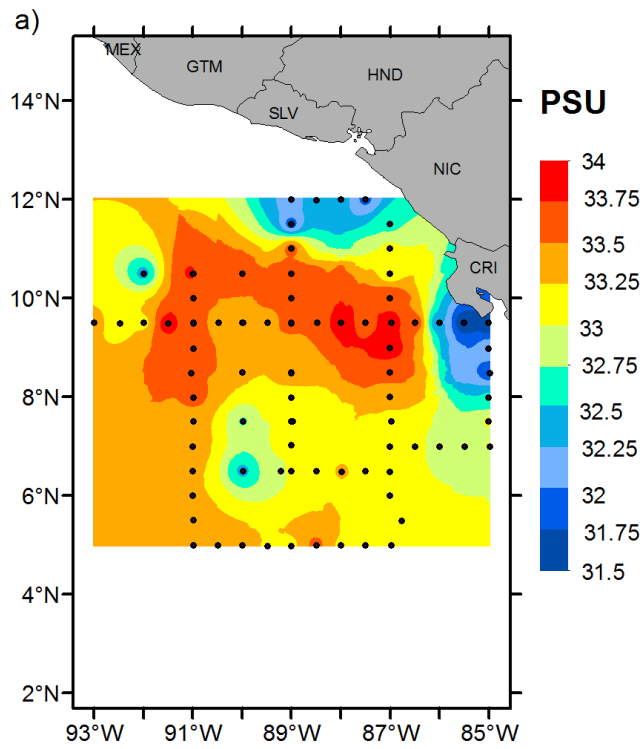 a)
MEX
GTM
HND
SLV
NIC
CRI
14°N
12°N
10°N
8°N
6°N
4°N
2°N
93°W 91°W 89°W 87°W 85°W
PSU
34
33.75
33.5
33.25
33
32.75
32.5
32.25
32
31.75
31.5